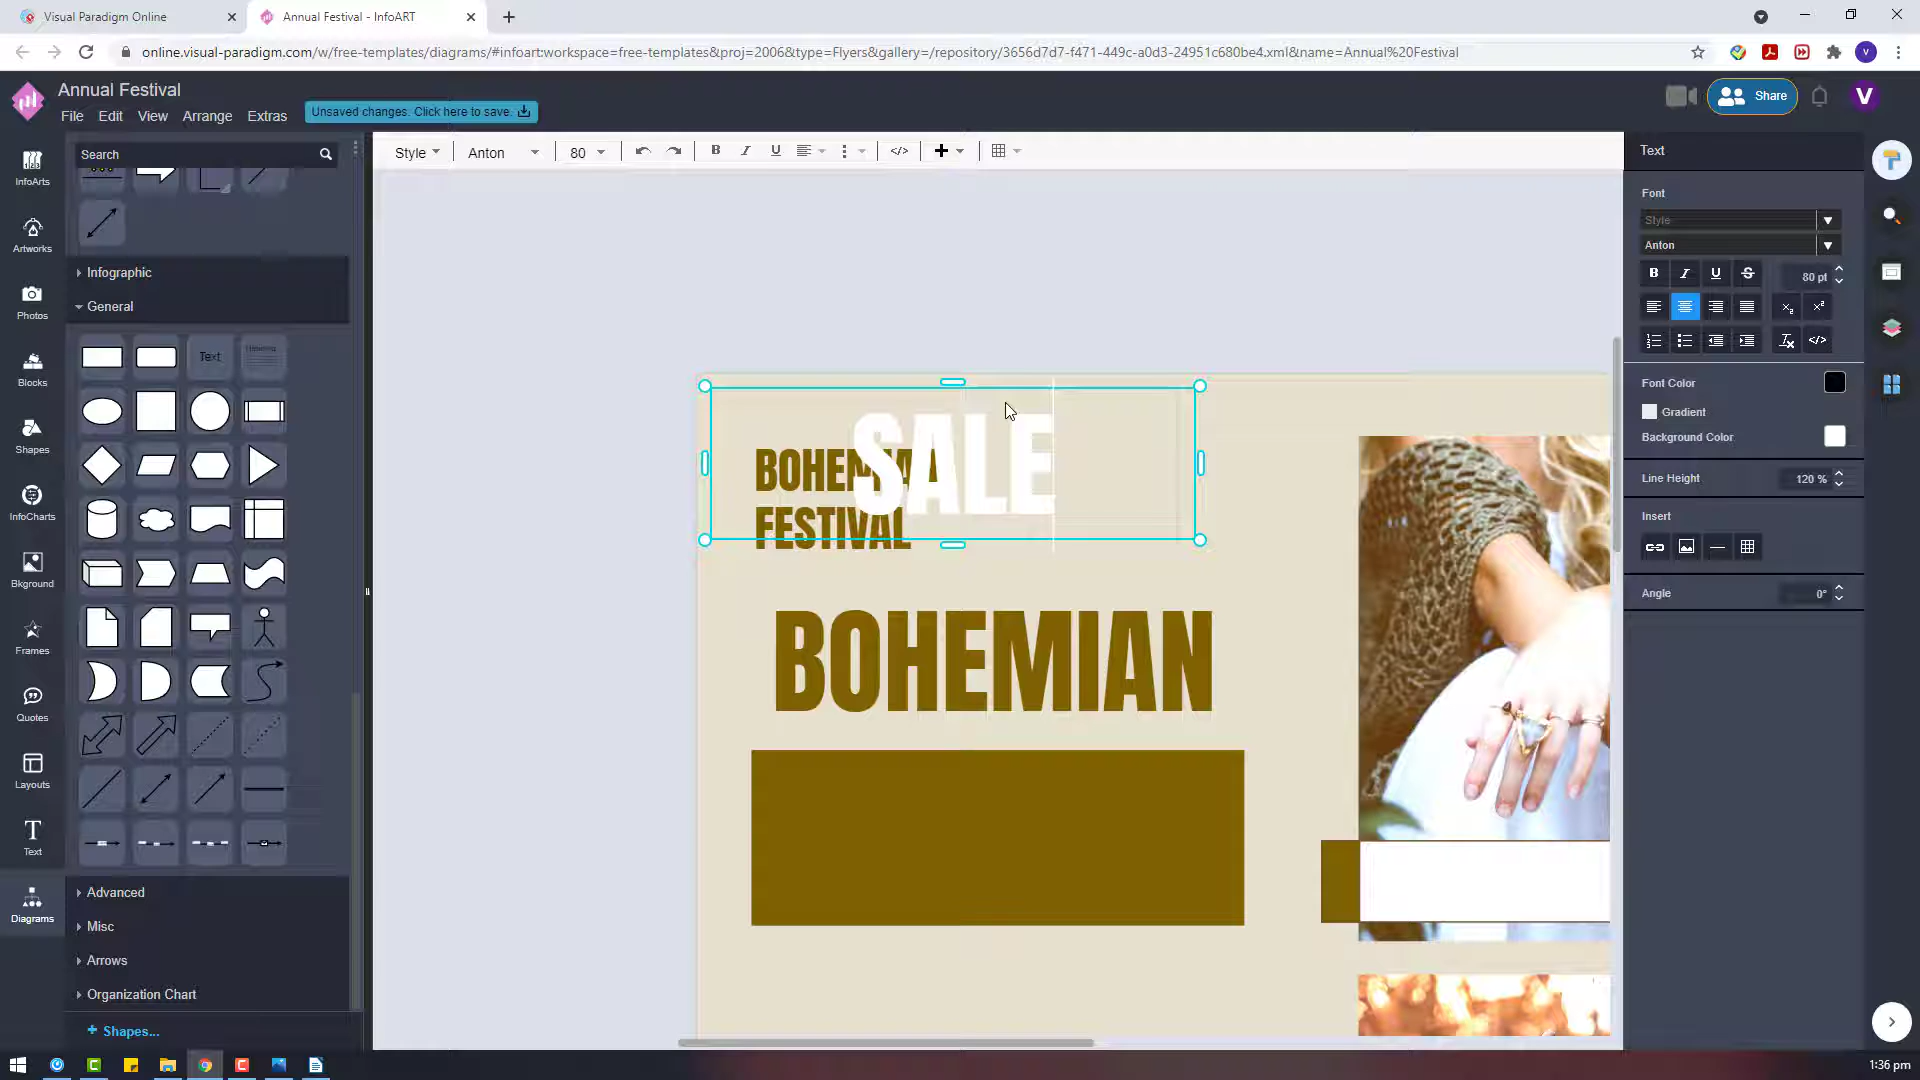 Visual Paradigm Online
Annual Festival - InfoART
online.visual-paradigm.com/w/free-templates/diagrams/#infoart:workspace=free-templates&proj=2006&type=Flyers&gallery=/repository/3656d7d7-f471-449c-a0d3-24951c680be4.xml&name=Annual%20Festival
V
Annual Festival
File Edit View Arrange Extras
Unsaved changes. Click here to save.
Share
V
Search
Style
Anton
80
B I U
</>
Text
InfoArts
Artworks
Photos
Blocks
Shapes
InfoCharts
Bkground
Frames
Quotes
Layouts
T
Text
Diagrams
Infographic
General
Text
Heading
Advanced
Misc
Arrows
Organization Chart
+ Shapes...
SALE
BOHEMIA
FESTIVAL
BOHEMIAN
Font
Style
Anton
B I U S
80 pt
Font Color
Gradient
Background Color
Line Height
120 %
Insert
Angle
0°
1:36 pm